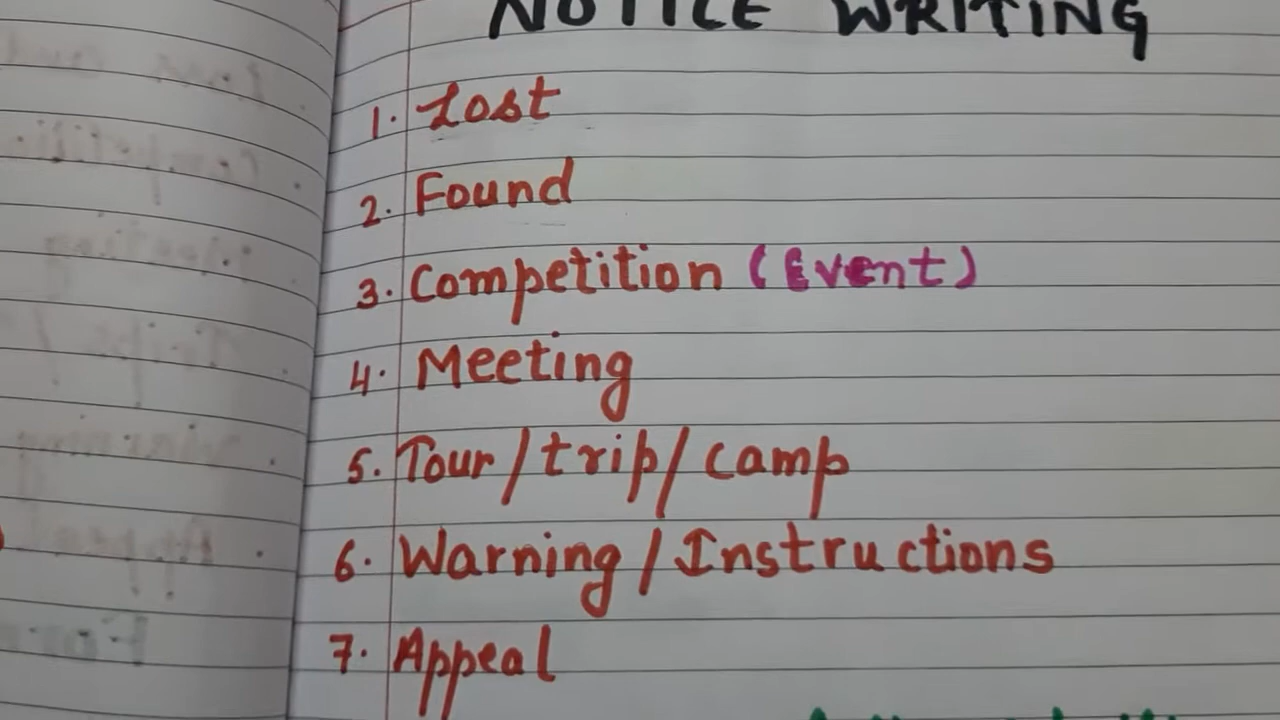 NOTICE WRITING
1. Lost
2. Found
3. Competition (Event)
4. Meeting
5. Tour/trip/camp
6. Warning/Instructions
7. Appeal